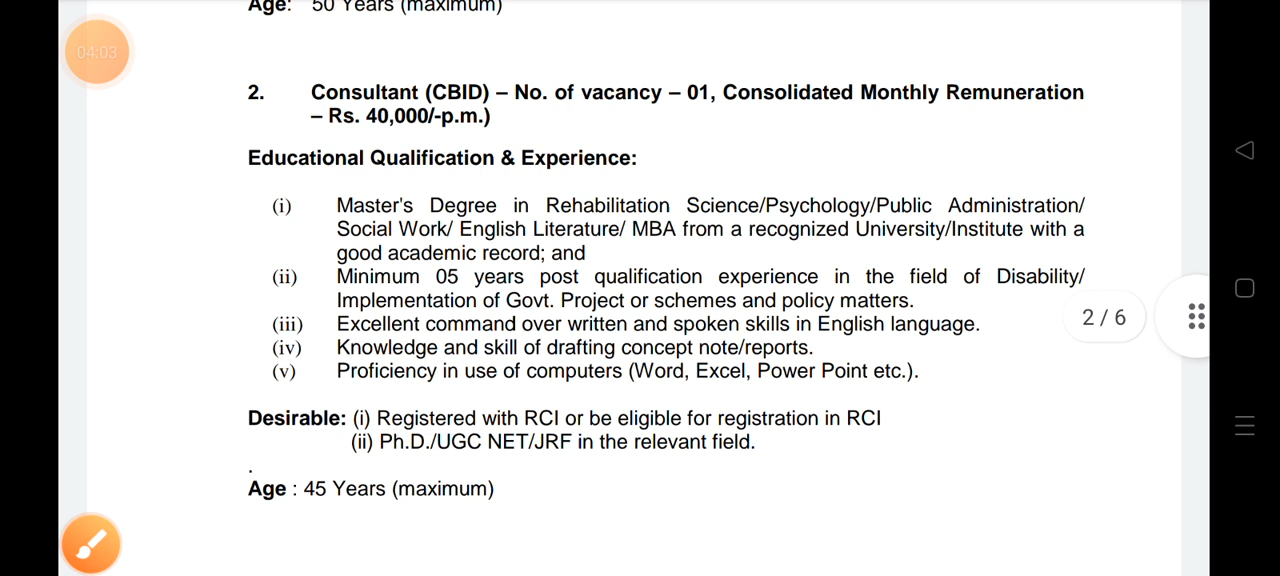 Age: 50 Years (maximum)
04:03
2. Consultant (CBID) – No. of vacancy – 01, Consolidated Monthly Remuneration
– Rs. 40,000/-p.m.)
Educational Qualification & Experience:
(i) Master's Degree in Rehabilitation Science/Psychology/Public Administration/
Social Work/ English Literature/ MBA from a recognized University/Institute with a
good academic record; and
(ii) Minimum 05 years post qualification experience in the field of Disability/
Implementation of Govt. Project or schemes and policy matters.
(iii) Excellent command over written and spoken skills in English language.
2 / 6
(iv) Knowledge and skill of drafting concept note/reports.
(v) Proficiency in use of computers (Word, Excel, Power Point etc.).
Desirable: (i) Registered with RCI or be eligible for registration in RCI
(ii) Ph.D./UGC NET/JRF in the relevant field.
.
Age : 45 Years (maximum)